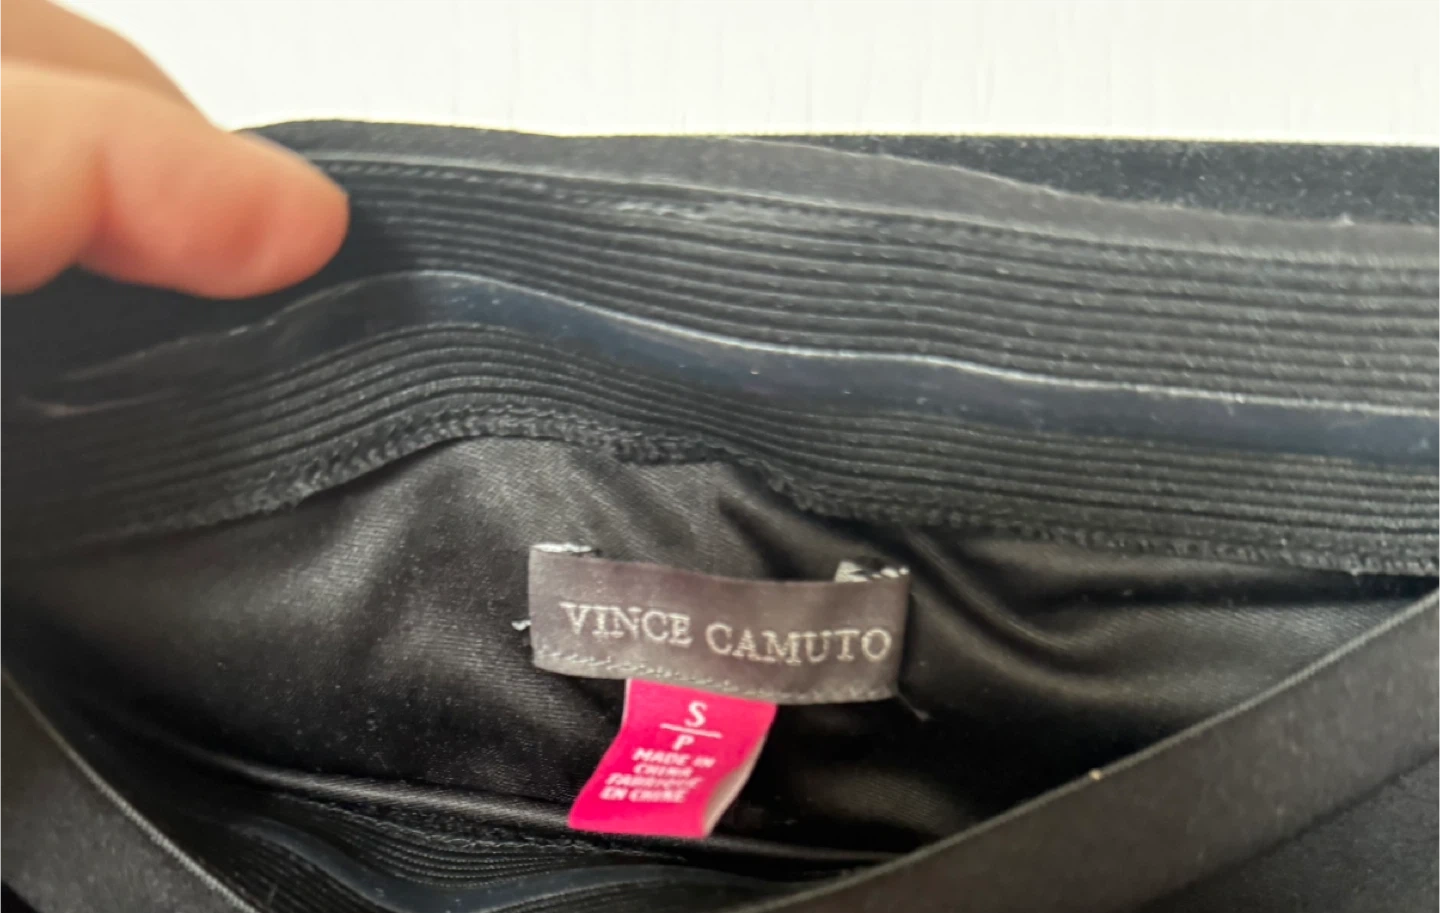 VINCE CAMUTO
S
P
MADE IN
CHINA
FABRIQUÉ
EN CHINE